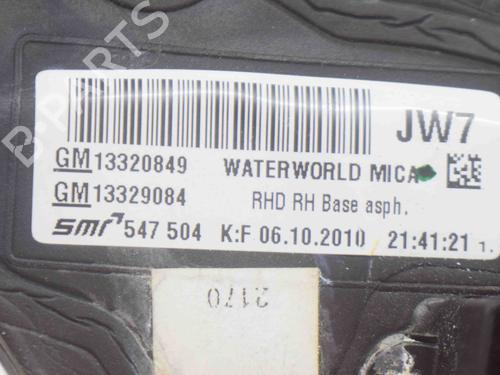 JW7
GM13320849 WATERWORLD MICA
GM13329084 RHD RH Base asph.
smr 547 504 K:F 06.10.2010 21:41:21 1.
2170
B-PARTS